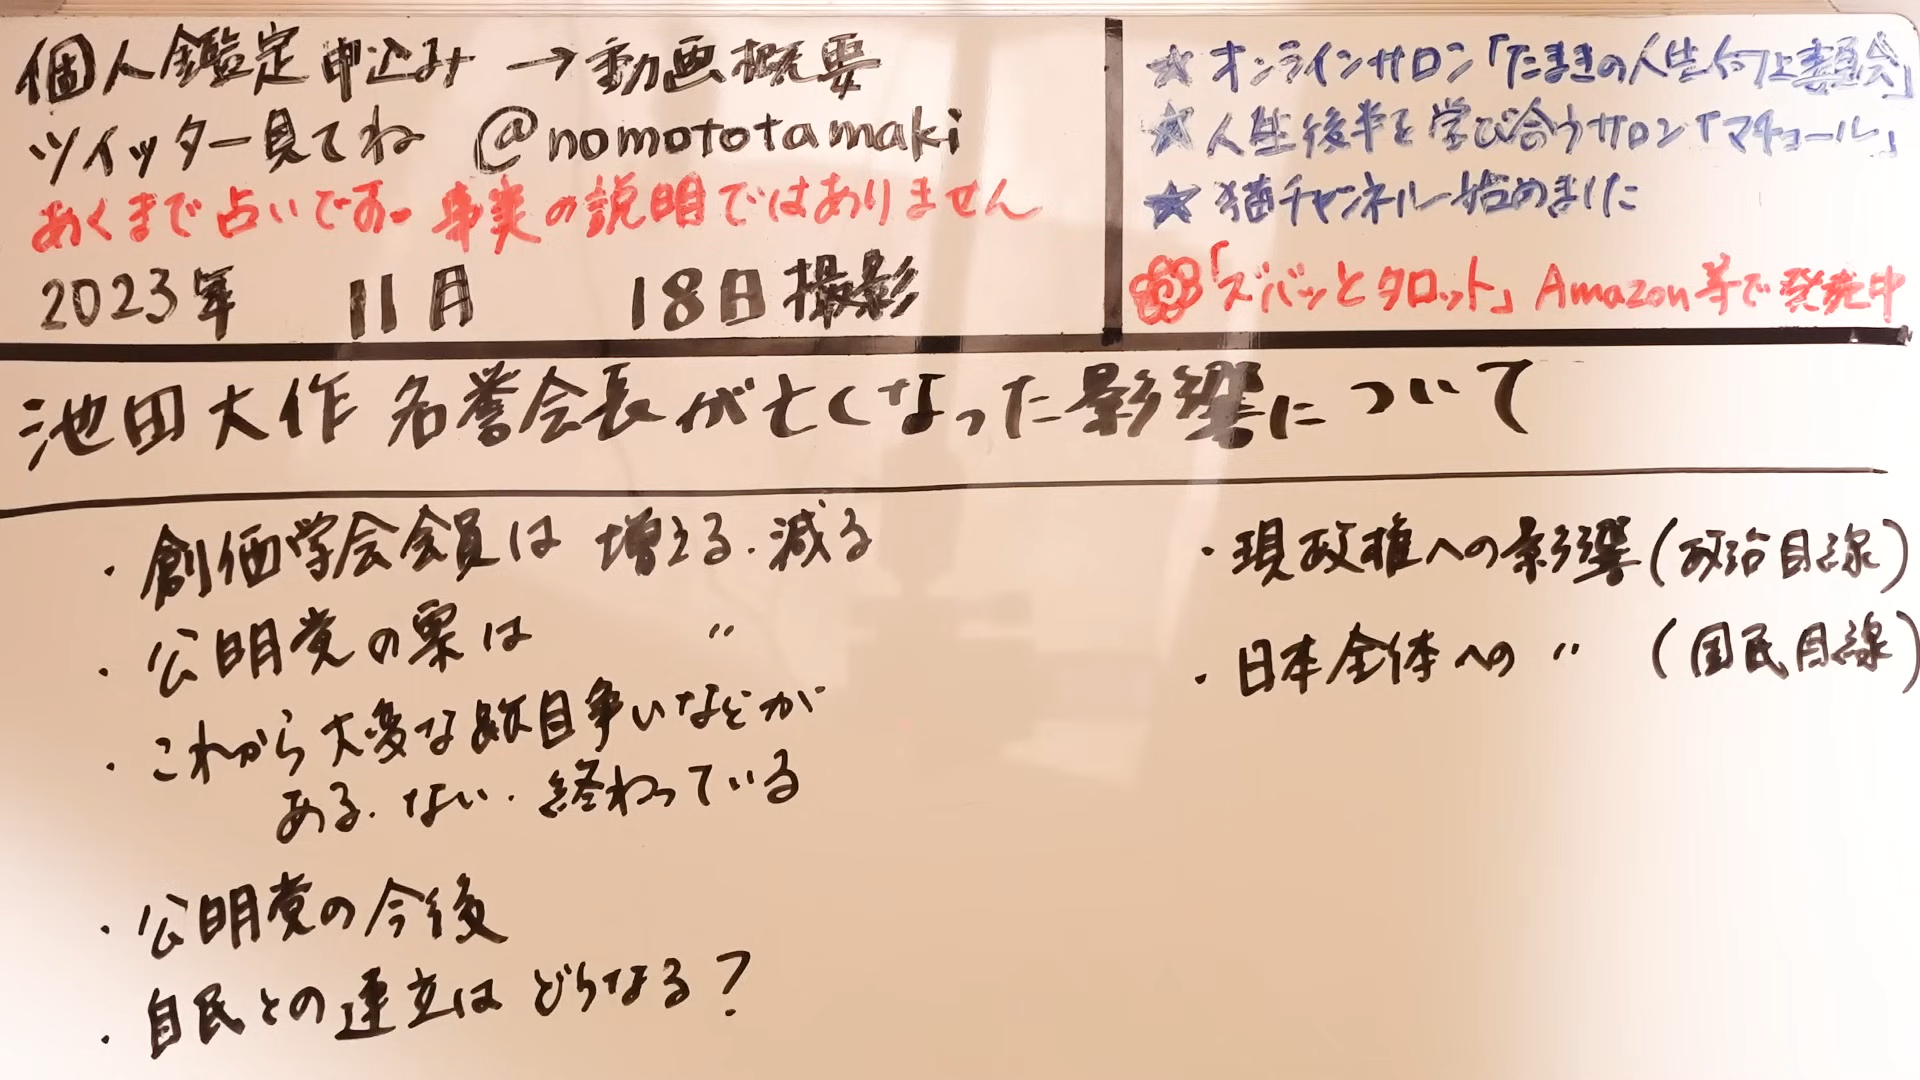 個人鑑定申込み→動画概要
ツイッター見てね @nomototamaki
あくまで占いです。事実の説明ではありません
2023年 11月 18日撮影
★オンラインサロン「たまきの人生向上委員会」
★人生後半を学び合うサロン「マチュール」
★猫チャンネル始めました
「ズバッとタロット」Amazon等で発売中
池田大作 名誉会長が亡くなった影響について
・創価学会会員は 増える・減る
・公明党の票は 〃
・これから大変な跡目争いなどが
ある・ない・終わっている
・公明党の今後
・自民との連立は どうなる?
・現政権への影響(政治目線)
・日本全体への 〃 (国民目線)